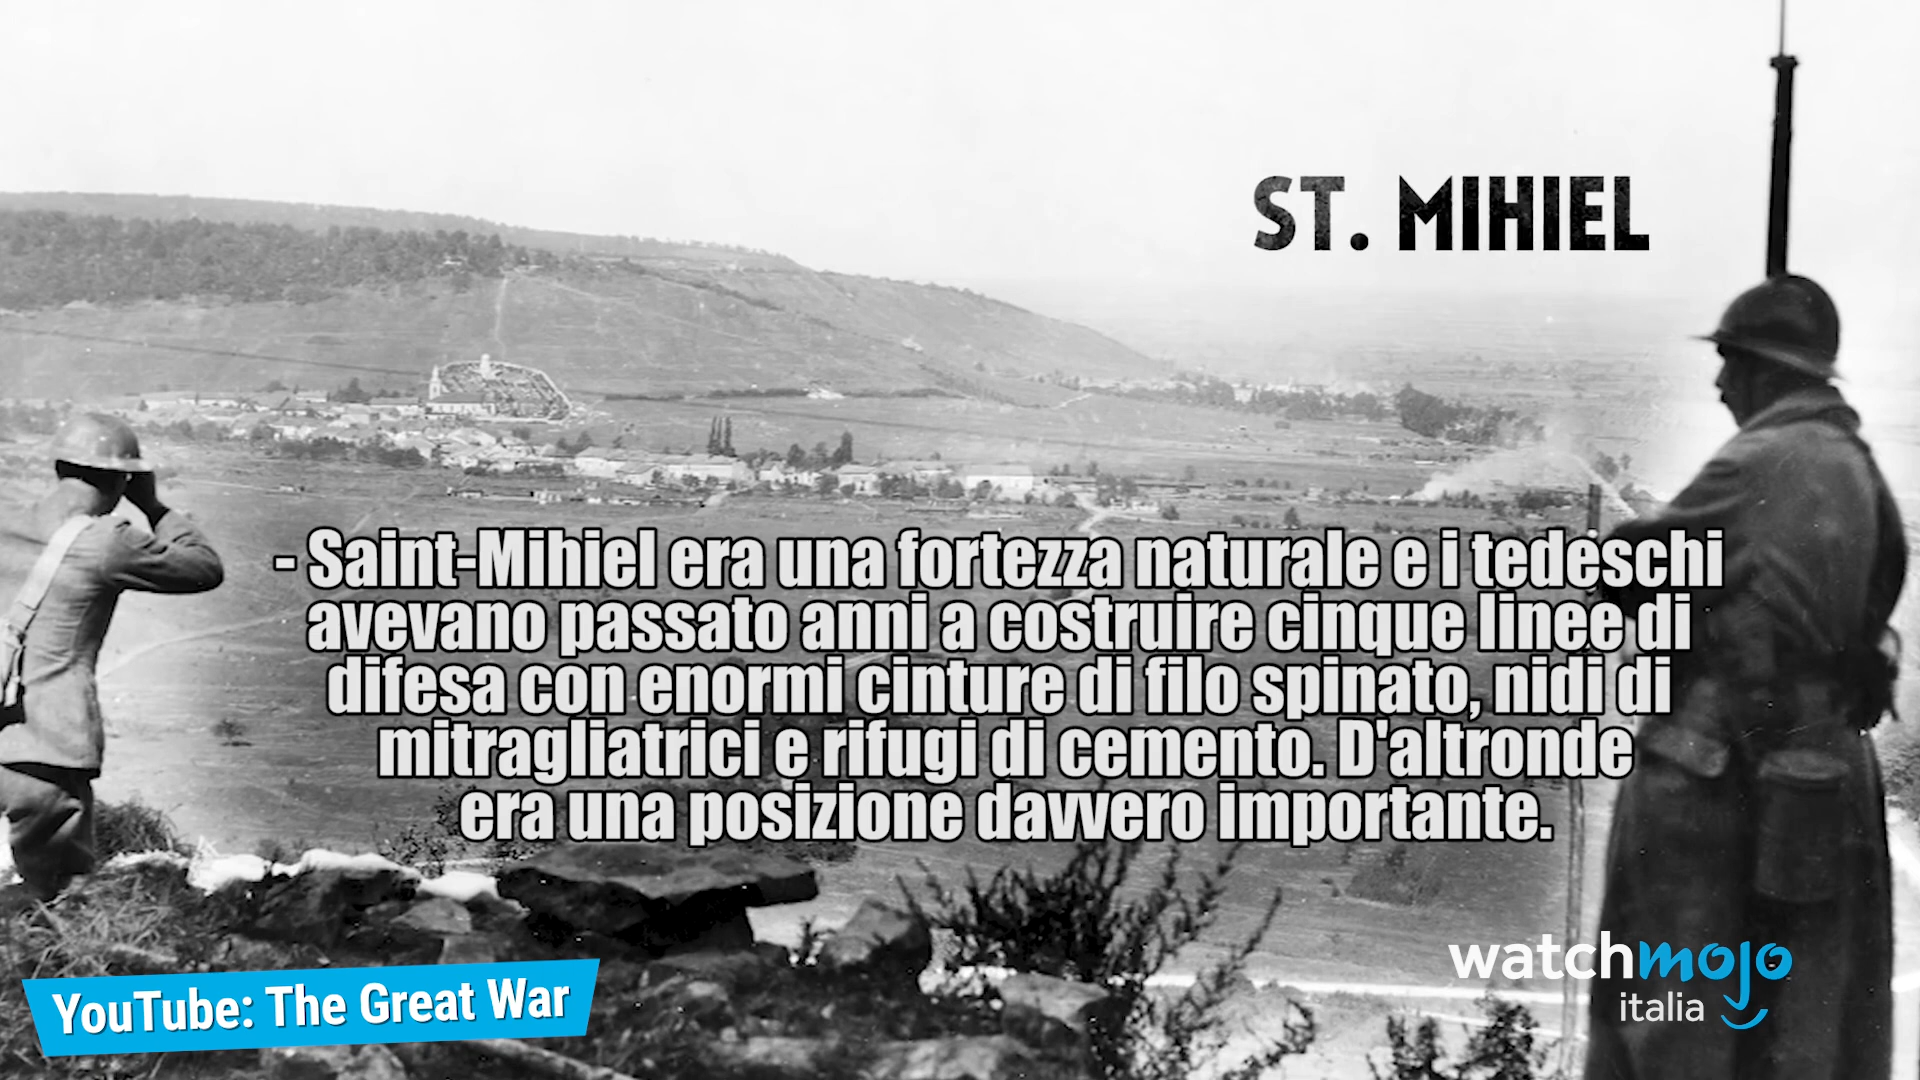 ST. MIHIEL
- Saint-Mihiel era una fortezza naturale e i tedeschi
avevano passato anni a costruire cinque linee di
difesa con enormi cinture di filo spinato, nidi di
mitragliatrici e rifugi di cemento. D'altronde
era una posizione davvero importante.
YouTube: The Great War
watchmojo
italia